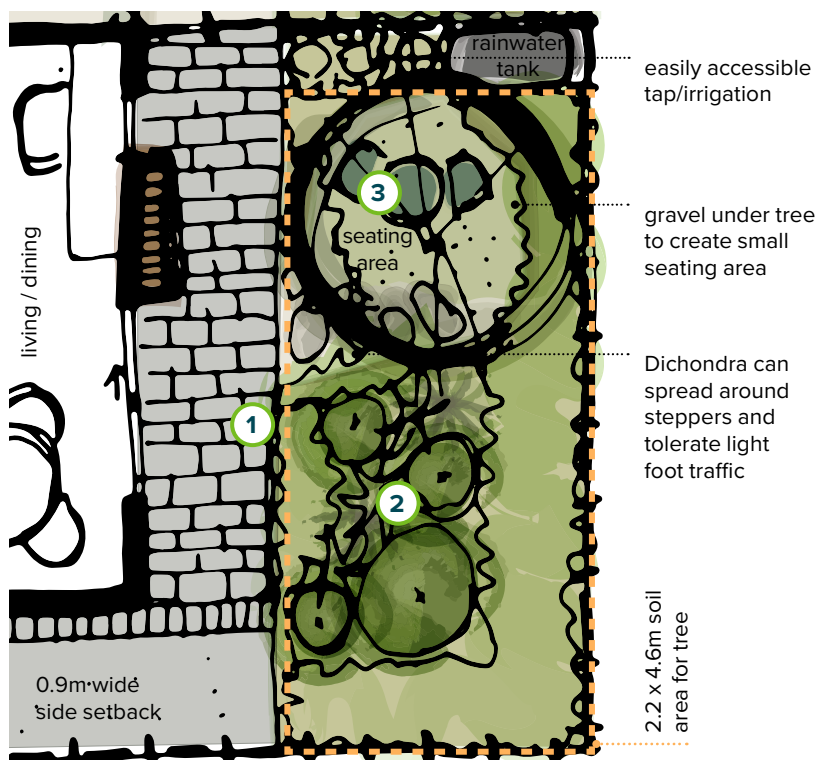 rainwater
tank
easily accessible
tap/irrigation
3
seating
area
gravel under tree
to create small
seating area
living / dining
Dichondra can
spread around
steppers and
tolerate light
foot traffic
1
2
2.2 x 4.6m soil
area for tree
0.9m wide
side setback